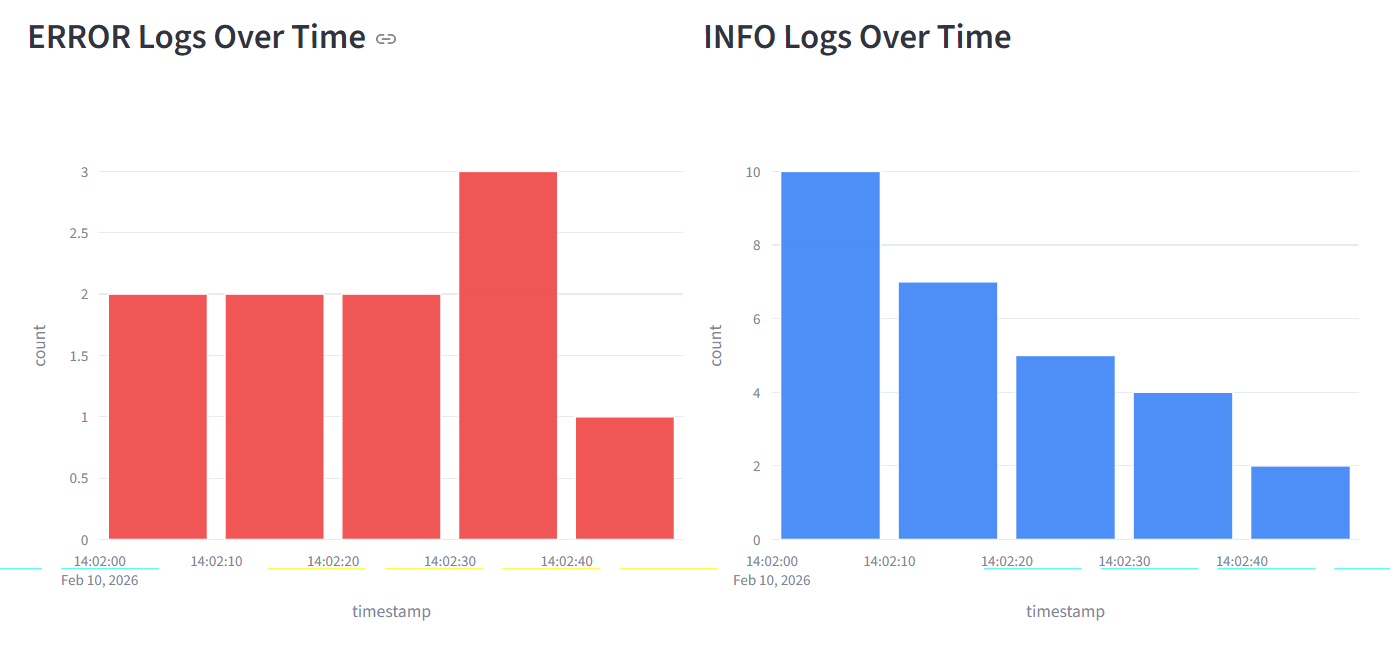 ERROR Logs Over Time
3
2.5
2
1.5
1
0.5
0
count
14:02:00 14:02:10 14:02:20 14:02:30 14:02:40
Feb 10, 2026
timestamp
INFO Logs Over Time
10
8
6
4
2
0
count
14:02:00 14:02:10 14:02:20 14:02:30 14:02:40
Feb 10, 2026
timestamp